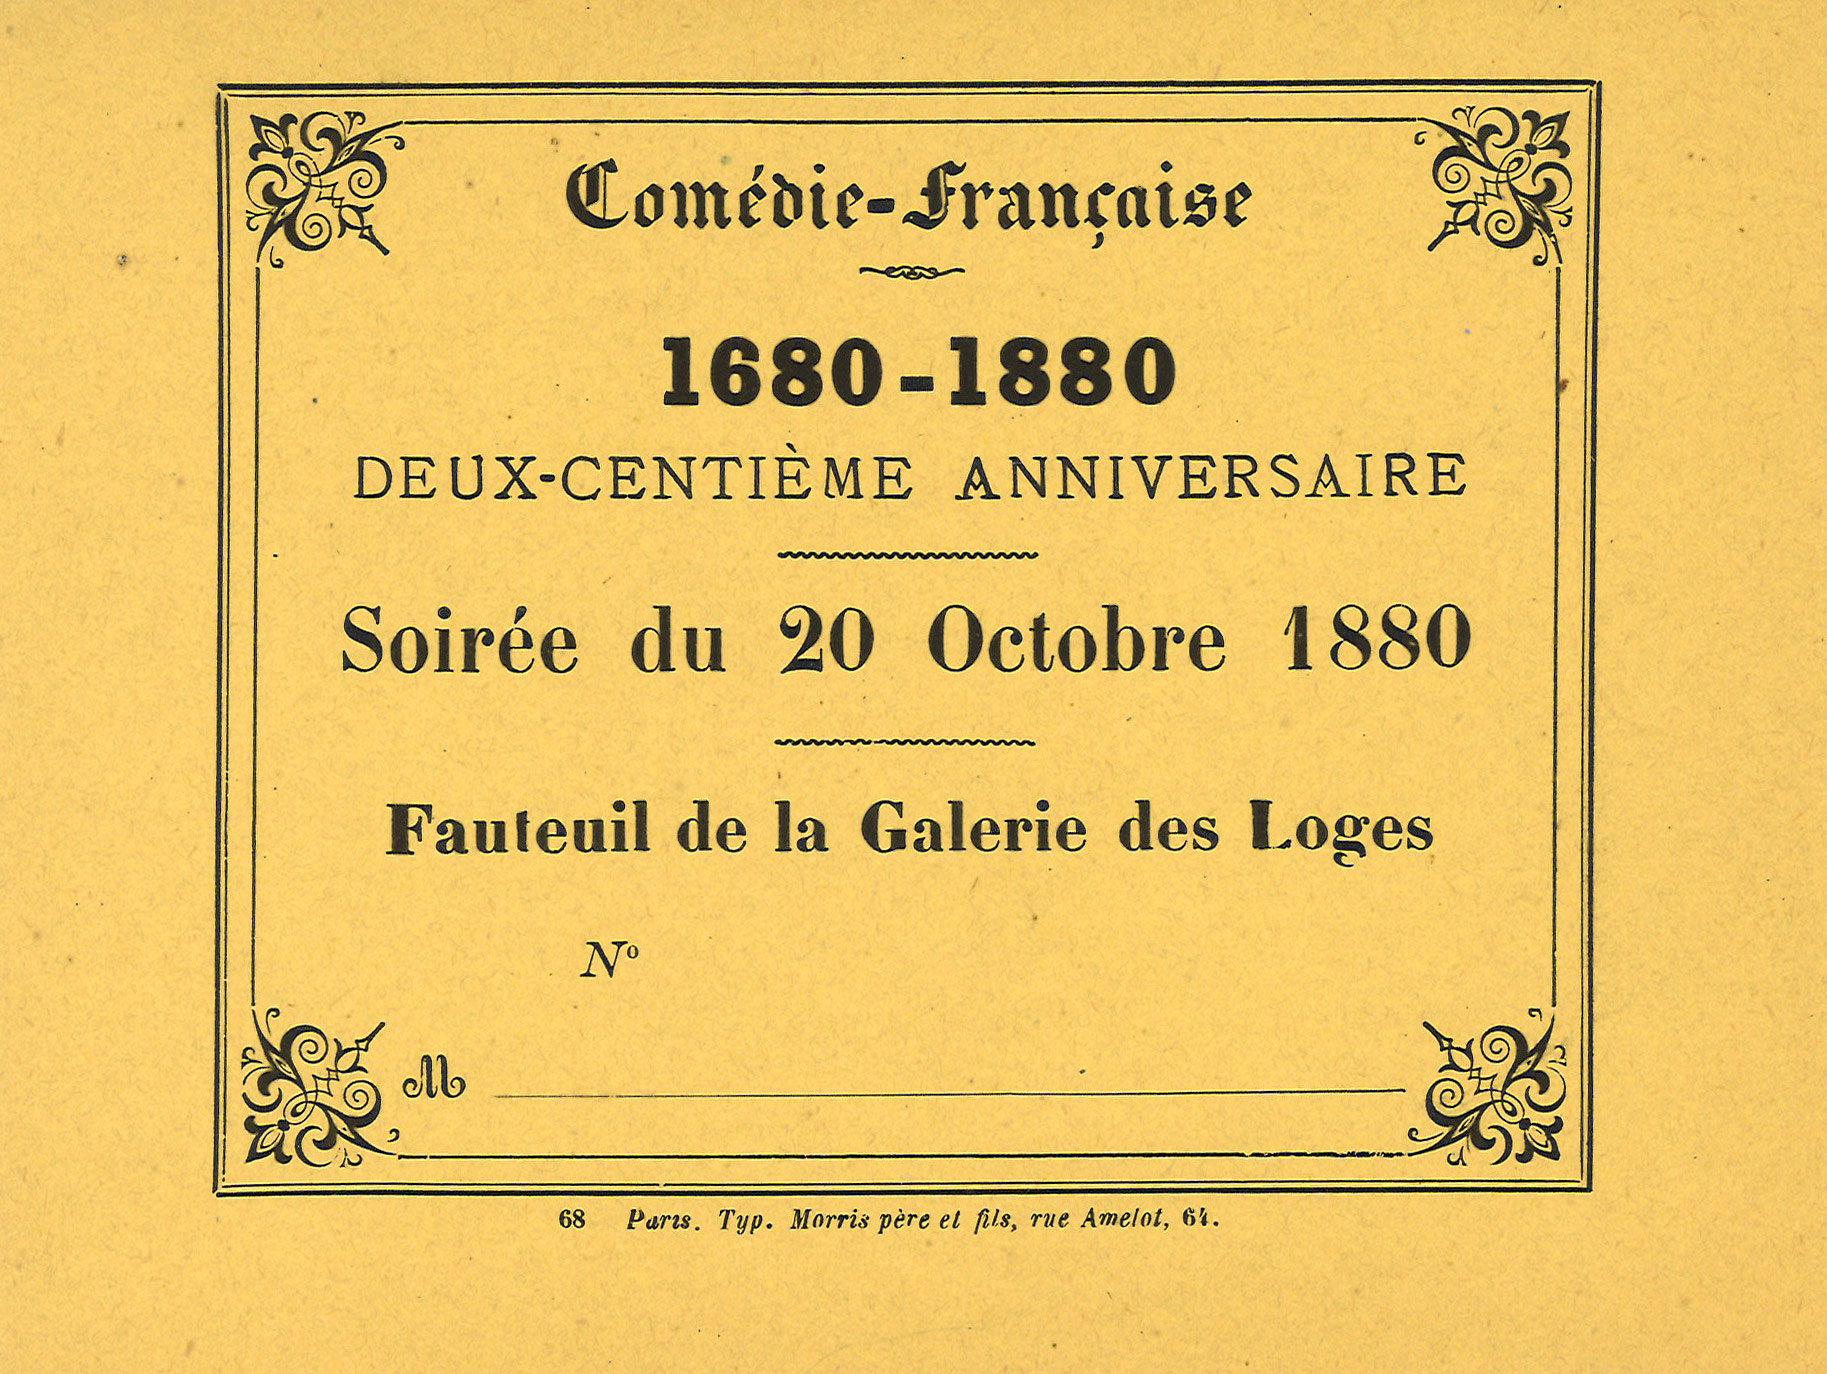 Comédie-Française
1680-1880
DEUX-CENTIÈME ANNIVERSAIRE
Soirée du 20 Octobre 1880
Fauteuil de la Galerie des Loges
Nº
M
68 Paris. Typ. Morris père et fils, rue Amelot, 64.